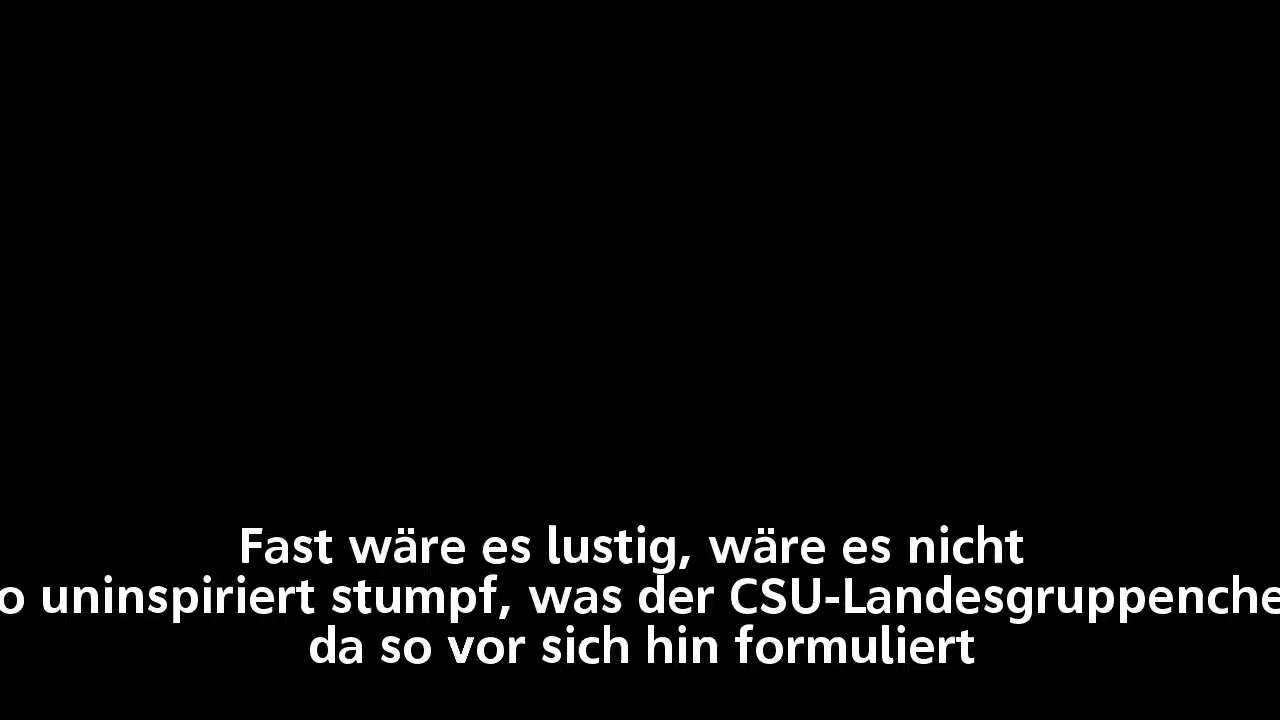 Fast wäre es lustig, wäre es nicht
o uninspiriert stumpf, was der CSU-Landesgruppenche
da so vor sich hin formuliert